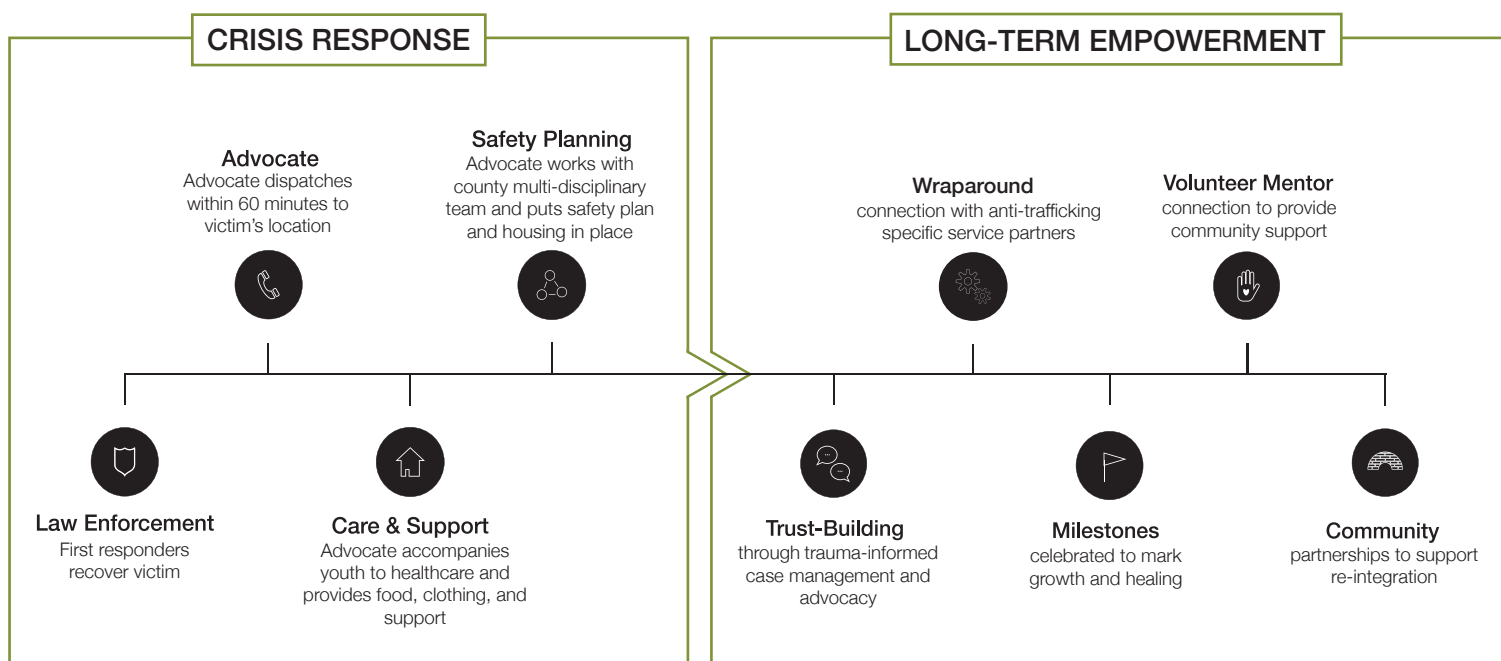 CRISIS RESPONSE
Advocate
Advocate dispatches
within 60 minutes to
victim's location
Safety Planning
Advocate works with
county multi-disciplinary
team and puts safety plan
and housing in place
Law Enforcement
First responders
recover victim
Care & Support
Advocate accompanies
youth to healthcare and
provides food, clothing, and
support
LONG-TERM EMPOWERMENT
Wraparound
connection with anti-trafficking
specific service partners
Volunteer Mentor
connection to provide
community support
Trust-Building
through trauma-informed
case management and
advocacy
Milestones
celebrated to mark
growth and healing
Community
partnerships to support
re-integration